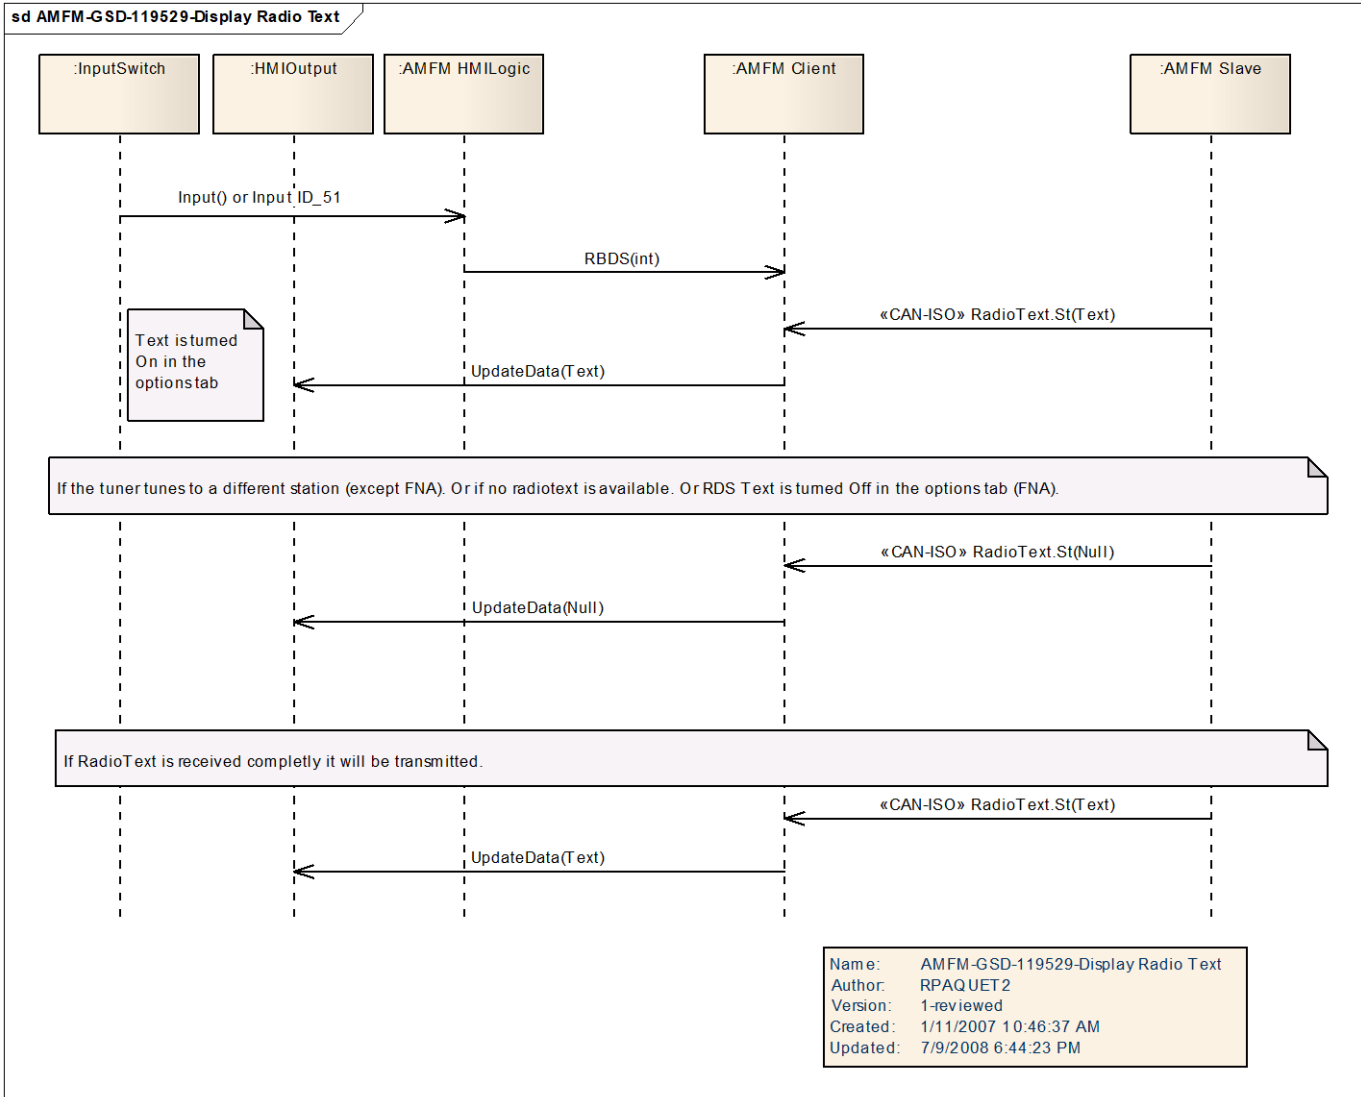 sd AMFM-GSD-119529-Display Radio Text
:InputSwitch
:HMIOutput
:AMFM HMILogic
:AMFM Client
:AMFM Slave
Input() or Input ID_51
RBDS(int)
«CAN-ISO» RadioText.St(Text)
Text is turned
On in the
options tab
UpdateData(Text)
If the tuner tunes to a different station (except FNA). Or if no radiotext is available. Or RDS Text is turned Off in the options tab (FNA).
«CAN-ISO» RadioText.St(Null)
UpdateData(Null)
If RadioText is received completly it will be transmitted.
«CAN-ISO» RadioText.St(Text)
UpdateData(Text)
Name: AMFM-GSD-119529-Display Radio Text
Author: RPAQUET2
Version: 1-reviewed
Created: 1/11/2007 10:46:37 AM
Updated: 7/9/2008 6:44:23 PM